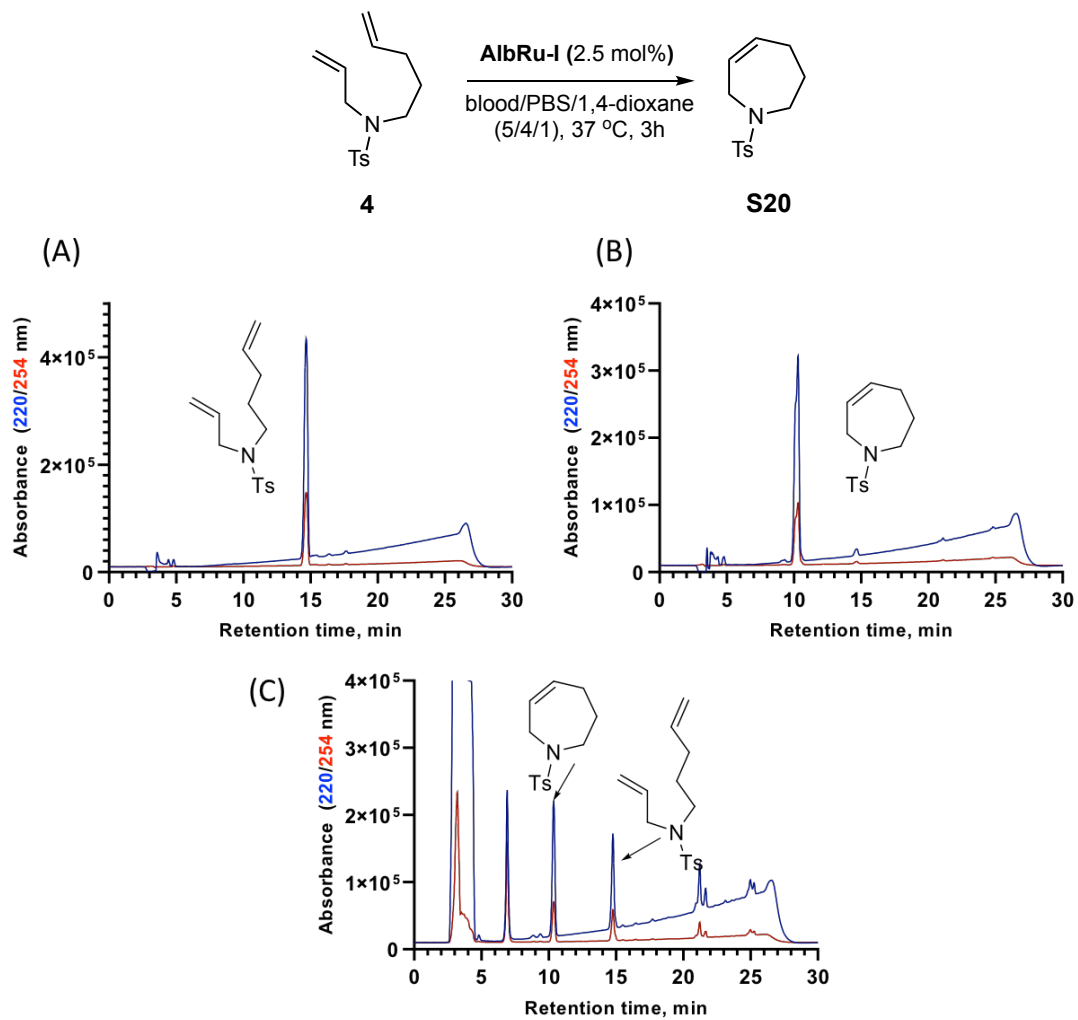 AlbRu-I (2.5 mol%)
blood/PBS/1,4-dioxane
(5/4/1), 37 °C, 3h
N
Ts
4
N
Ts
S20
(A)
Absorbance (220/254 nm)
4×10⁵
2×10⁵
0
0 5 10 15 20 25 30
Retention time, min
N
Ts
(B)
Absorbance (220/254 nm)
4×10⁵
3×10⁵
2×10⁵
1×10⁵
0
0 5 10 15 20 25 30
Retention time, min
N
Ts
(C)
Absorbance (220/254 nm)
4×10⁵
3×10⁵
2×10⁵
1×10⁵
0
0 5 10 15 20 25 30
Retention time, min
N
Ts
N
Ts